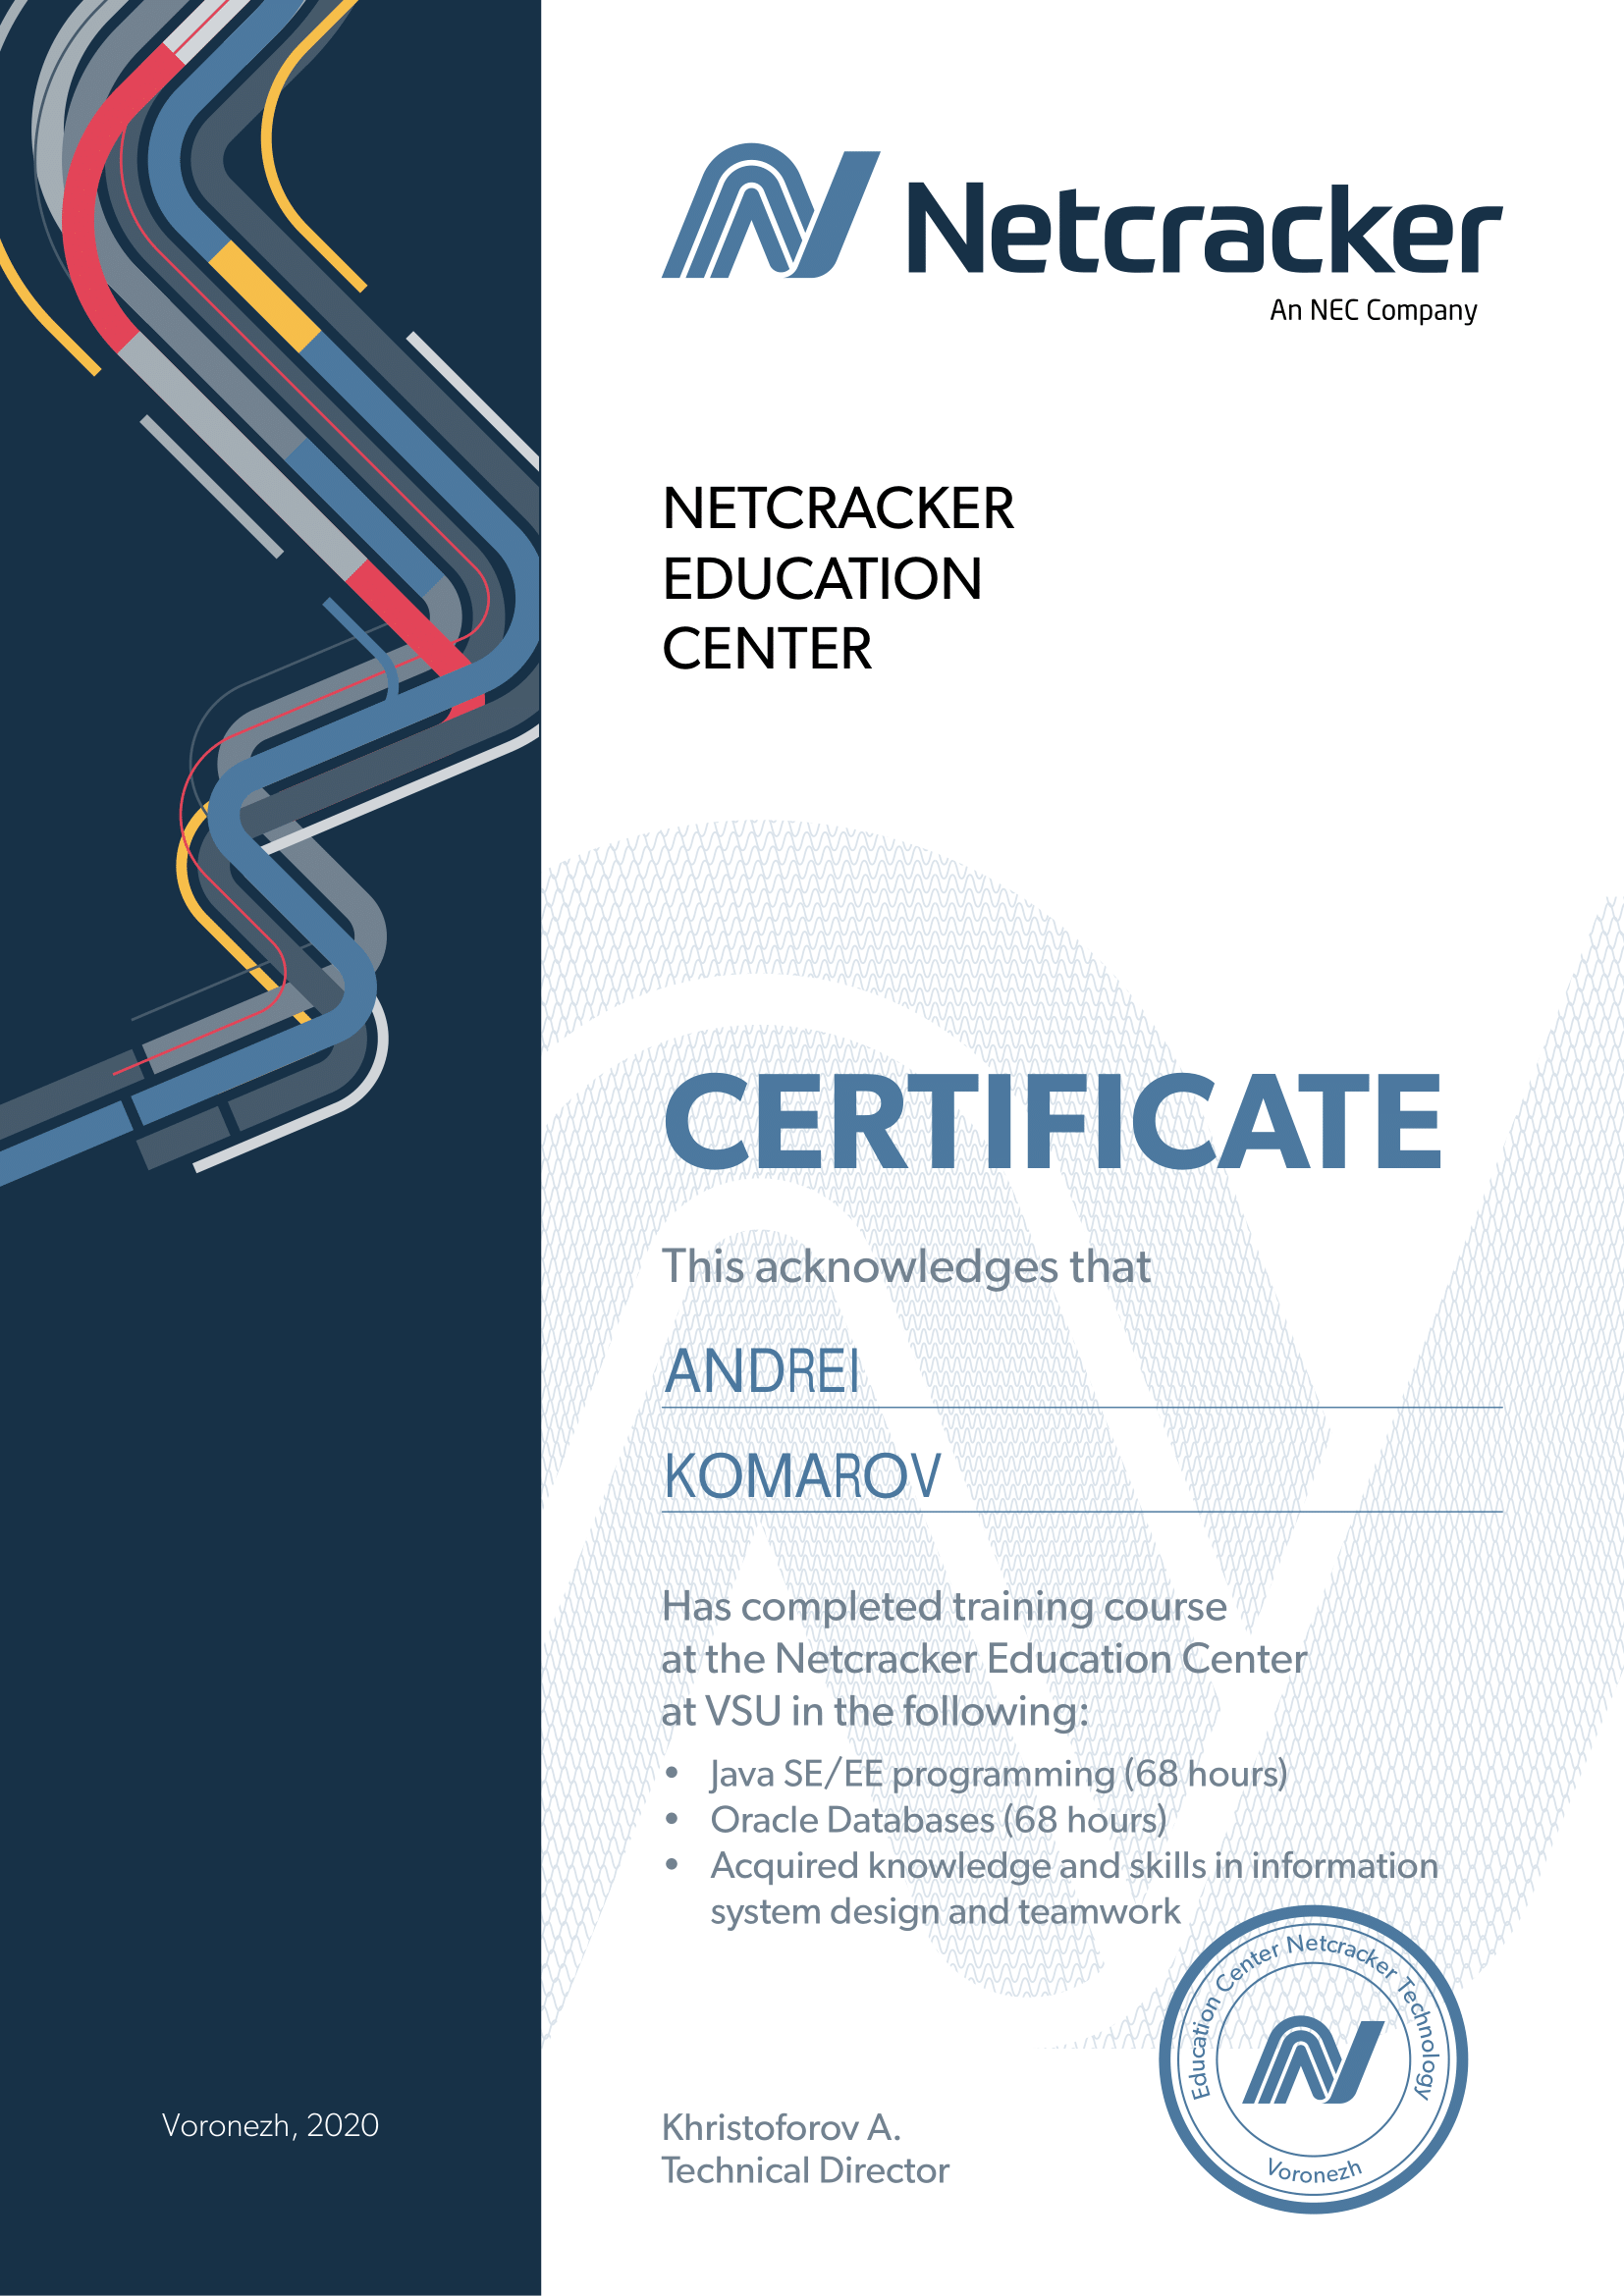 Netcracker
An NEC Company
NETCRACKER
EDUCATION
CENTER
CERTIFICATE
This acknowledges that
ANDREI
KOMAROV
Has completed training course
at the Netcracker Education Center
at VSU in the following:
• Java SE/EE programming (68 hours)
• Oracle Databases (68 hours)
• Acquired knowledge and skills in information
system design and teamwork
Education Center Netcracker Technology
Voronezh
Voronezh, 2020
Khristoforov A.
Technical Director